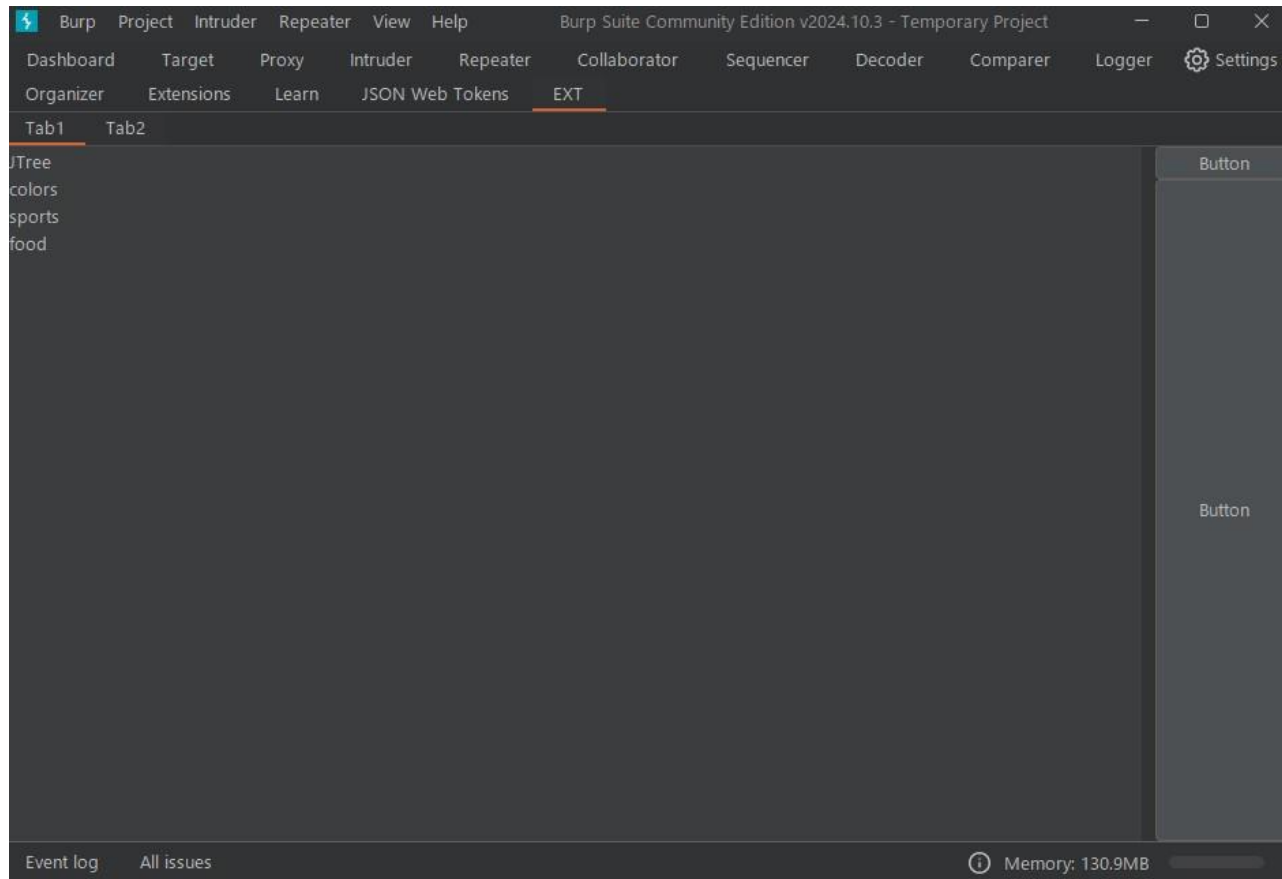 Burp Project Intruder Repeater View Help Burp Suite Community Edition v2024.10.3 - Temporary Project
Dashboard Target Proxy Intruder Repeater Collaborator Sequencer Decoder Comparer Logger Settings
Organizer Extensions Learn JSON Web Tokens EXT
Tab1 Tab2
JTree Button
colors
sports
food
Button
Event log All issues Memory: 130.9MB